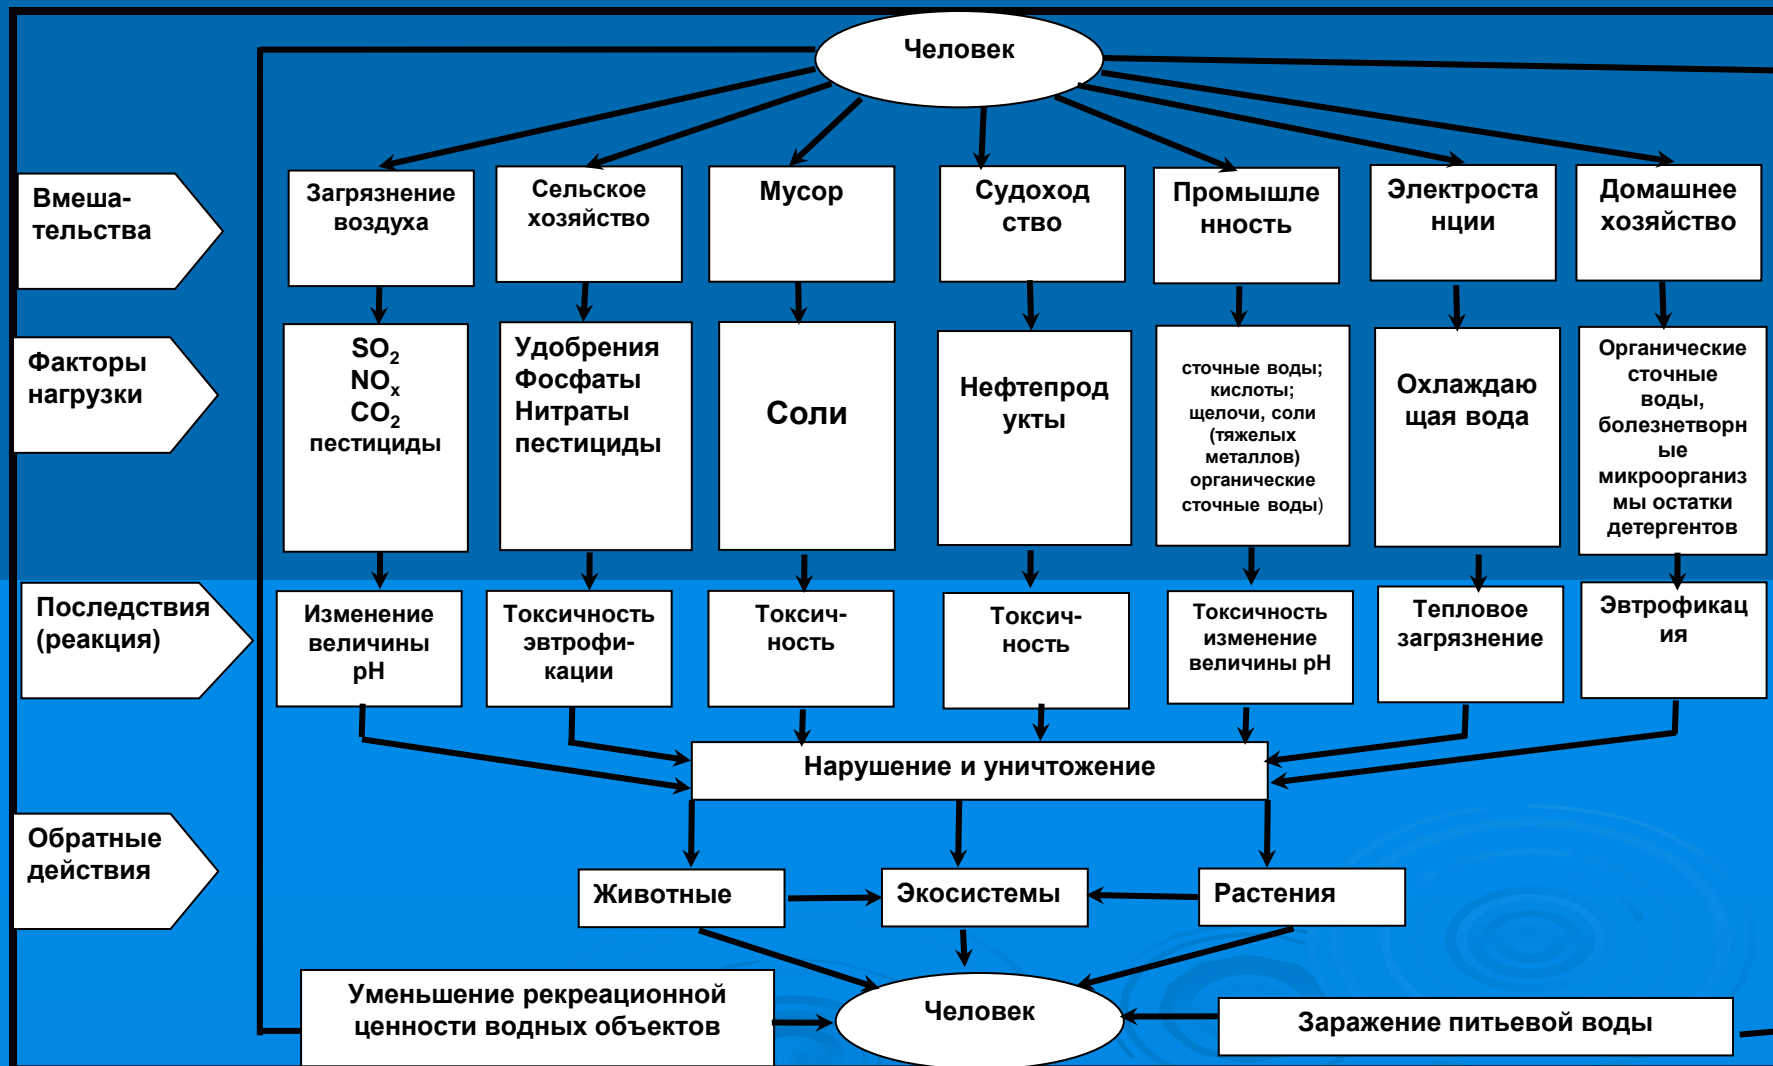 Человек
Вмеша-
тельства
Загрязнение
воздуха
Сельское
хозяйство
Мусор
Судоход
ство
Промышле
нность
Электроста
нции
Домашнее
хозяйство
Факторы
нагрузки
SO₂
NOₓ
CO₂
пестициды
Удобрения
Фосфаты
Нитраты
пестициды
Соли
Нефтепрод
укты
сточные воды;
кислоты;
щелочи, соли
(тяжелых
металлов)
органические
сточные воды)
Охлаждаю
щая вода
Органические
сточные
воды,
болезнетворн
ые
микроорганиз
мы остатки
детергентов
Последствия
(реакция)
Изменение
величины
pH
Токсичность
эвтрофи-
кации
Токсич-
ность
Токсич-
ность
Токсичность
изменение
величины pH
Тепловое
загрязнение
Эвтрофикац
ия
Нарушение и уничтожение
Обратные
действия
Животные
Экосистемы
Растения
Уменьшение рекреационной
ценности водных объектов
Человек
Заражение питьевой воды